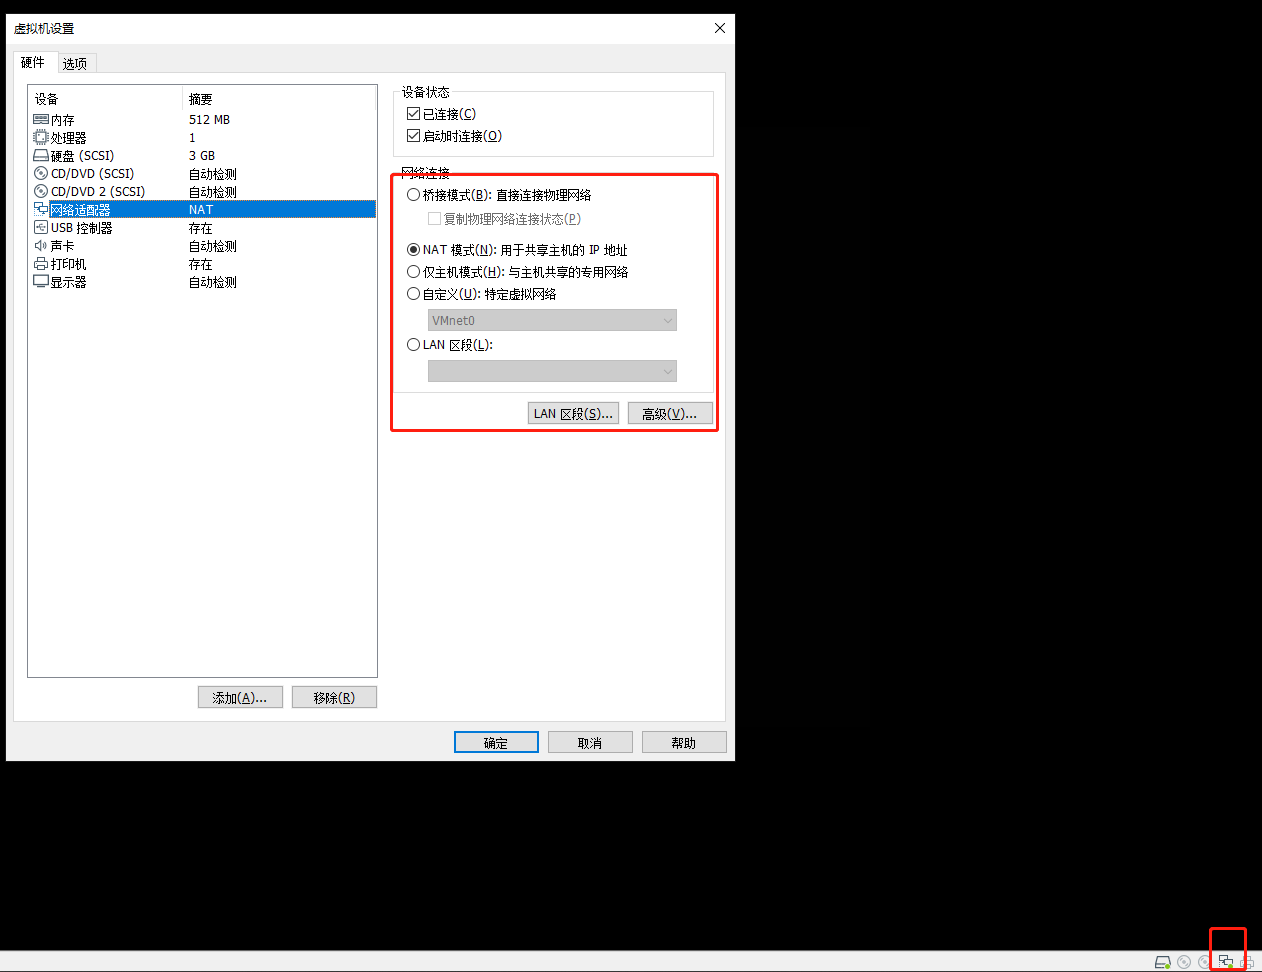 虚拟机设置
硬件 选项
设备 摘要
内存 512 MB
处理器 1
硬盘 (SCSI) 3 GB
CD/DVD (SCSI) 自动检测
CD/DVD 2 (SCSI) 自动检测
网络适配器 NAT
USB 控制器 存在
声卡 自动检测
打印机 存在
显示器 自动检测
添加(A)... 移除(R)
设备状态
已连接(C)
启动时连接(O)
网络连接
桥接模式(B): 直接连接物理网络
复制物理网络连接状态(P)
NAT 模式(N): 用于共享主机的 IP 地址
仅主机模式(H): 与主机共享的专用网络
自定义(U): 特定虚拟网络
VMnet0
LAN 区段(L):
LAN 区段(S)... 高级(V)...
确定 取消 帮助